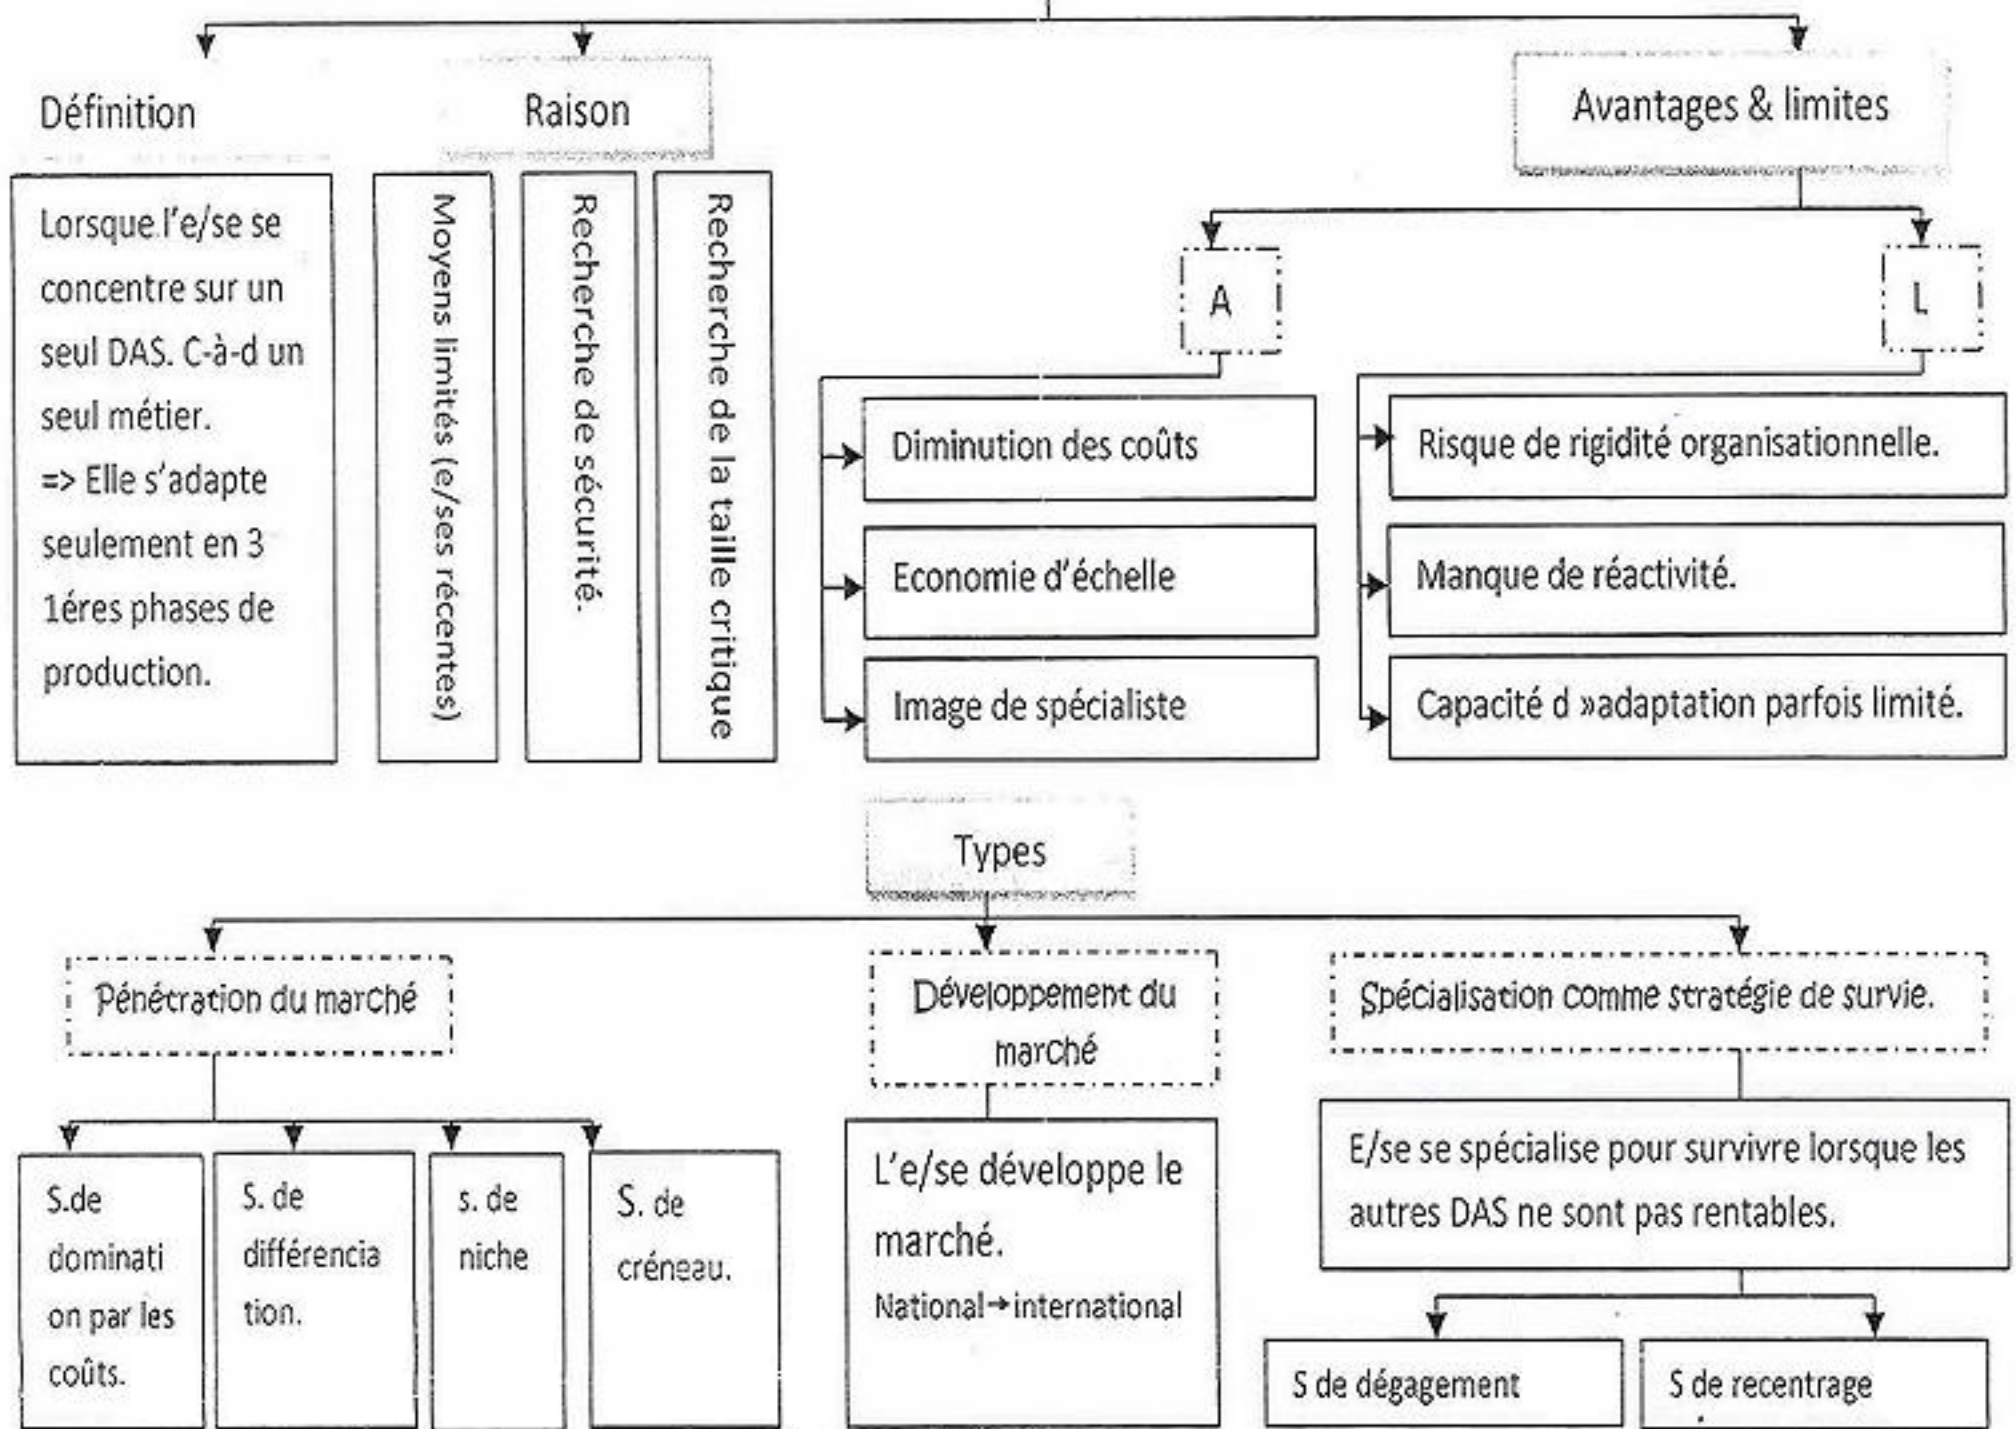 Définition
Raison
Avantages & limites
Lorsque l'e/se se
concentre sur un
seul DAS. C-à-d un
seul métier.
=> Elle s'adapte
seulement en 3
1éres phases de
production.
Moyens limités (e/ses récentes)
Recherche de sécurité.
Recherche de la taille critique
A
Diminution des coûts
Economie d'échelle
Image de spécialiste
L
Risque de rigidité organisationnelle.
Manque de réactivité.
Capacité d »adaptation parfois limité.
Types
Pénétration du marché
S.de
dominati
on par les
coûts.
S. de
différencia
tion.
s. de
niche
S. de
créneau.
Développement du
marché
L'e/se développe le
marché.
National→international
Spécialisation comme stratégie de survie.
E/se se spécialise pour survivre lorsque les
autres DAS ne sont pas rentables.
S de dégagement
S de recentrage